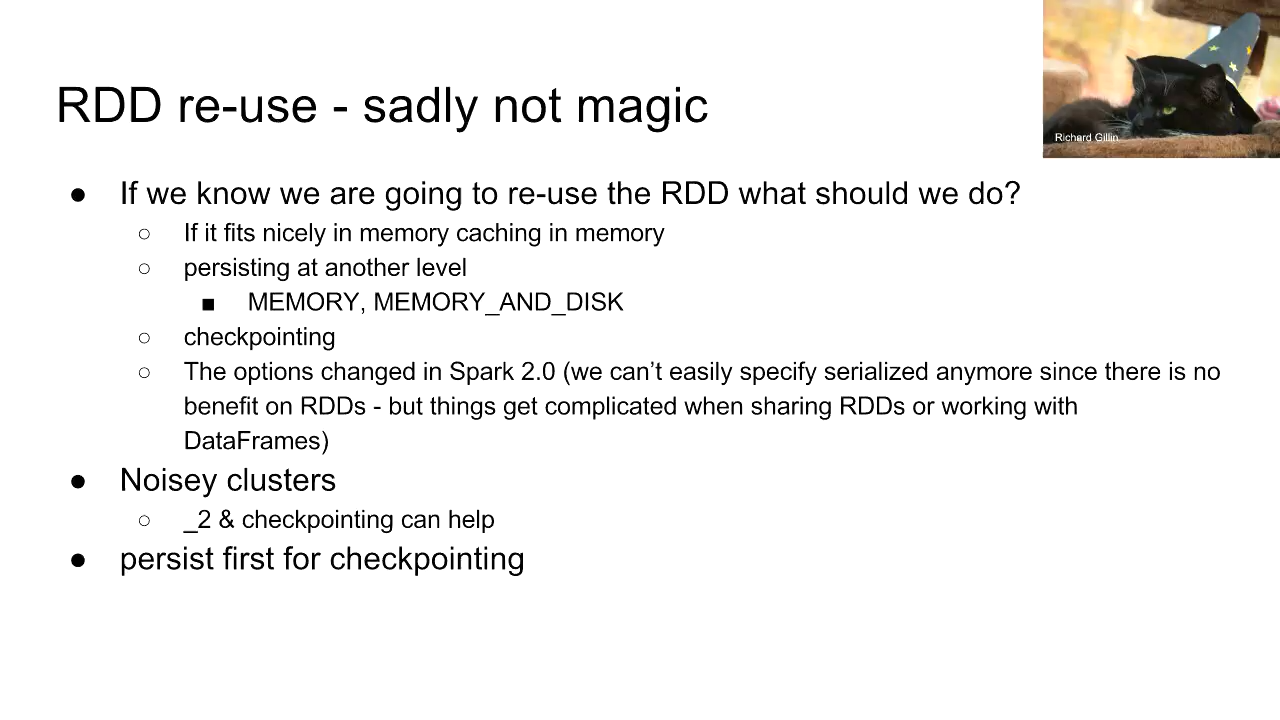 Richard Gillin
RDD re-use - sadly not magic
● If we know we are going to re-use the RDD what should we do?
○ If it fits nicely in memory caching in memory
○ persisting at another level
■ MEMORY, MEMORY_AND_DISK
○ checkpointing
○ The options changed in Spark 2.0 (we can’t easily specify serialized anymore since there is no
benefit on RDDs - but things get complicated when sharing RDDs or working with
DataFrames)
● Noisey clusters
○ _2 & checkpointing can help
● persist first for checkpointing